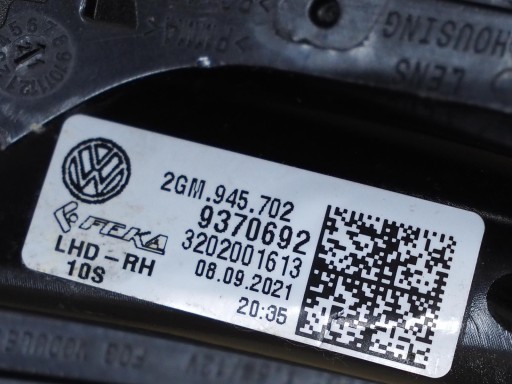 LENS
HOUSING
2GM.945.702
9370692
FEKA
3202001613
LHD-RH
08.09.2021
10S
20:35